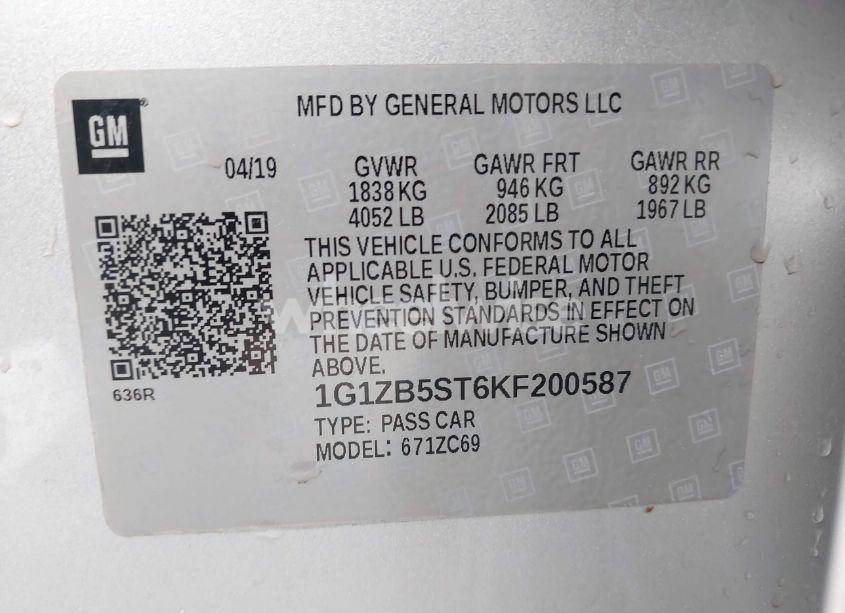 GM
MFD BY GENERAL MOTORS LLC
04/19 GVWR GAWR FRT GAWR RR
1838 KG 946 KG 892 KG
4052 LB 2085 LB 1967 LB
THIS VEHICLE CONFORMS TO ALL
APPLICABLE U.S. FEDERAL MOTOR
VEHICLE SAFETY, BUMPER, AND THEFT
PREVENTION STANDARDS IN EFFECT ON
THE DATE OF MANUFACTURE SHOWN
ABOVE.
636R
1G1ZB5ST6KF200587
TYPE: PASS CAR
MODEL: 671ZC69